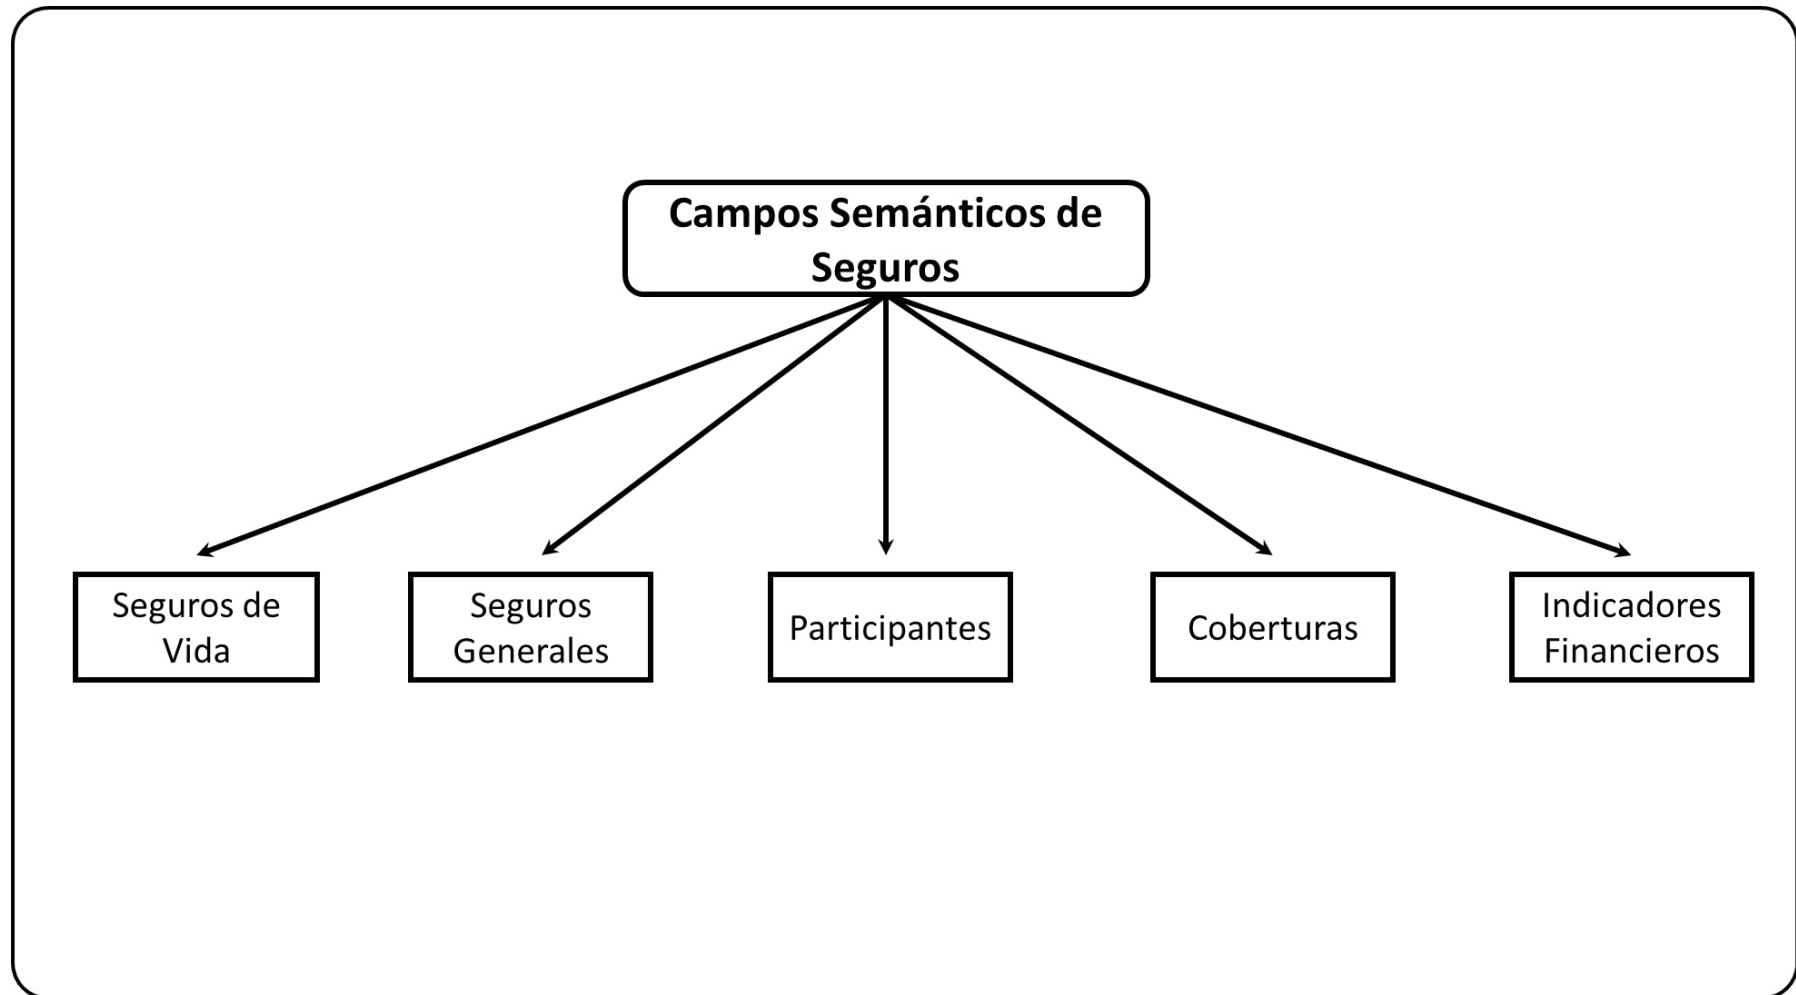 Campos Semánticos de
Seguros
Seguros de
Vida
Seguros
Generales
Participantes
Coberturas
Indicadores
Financieros